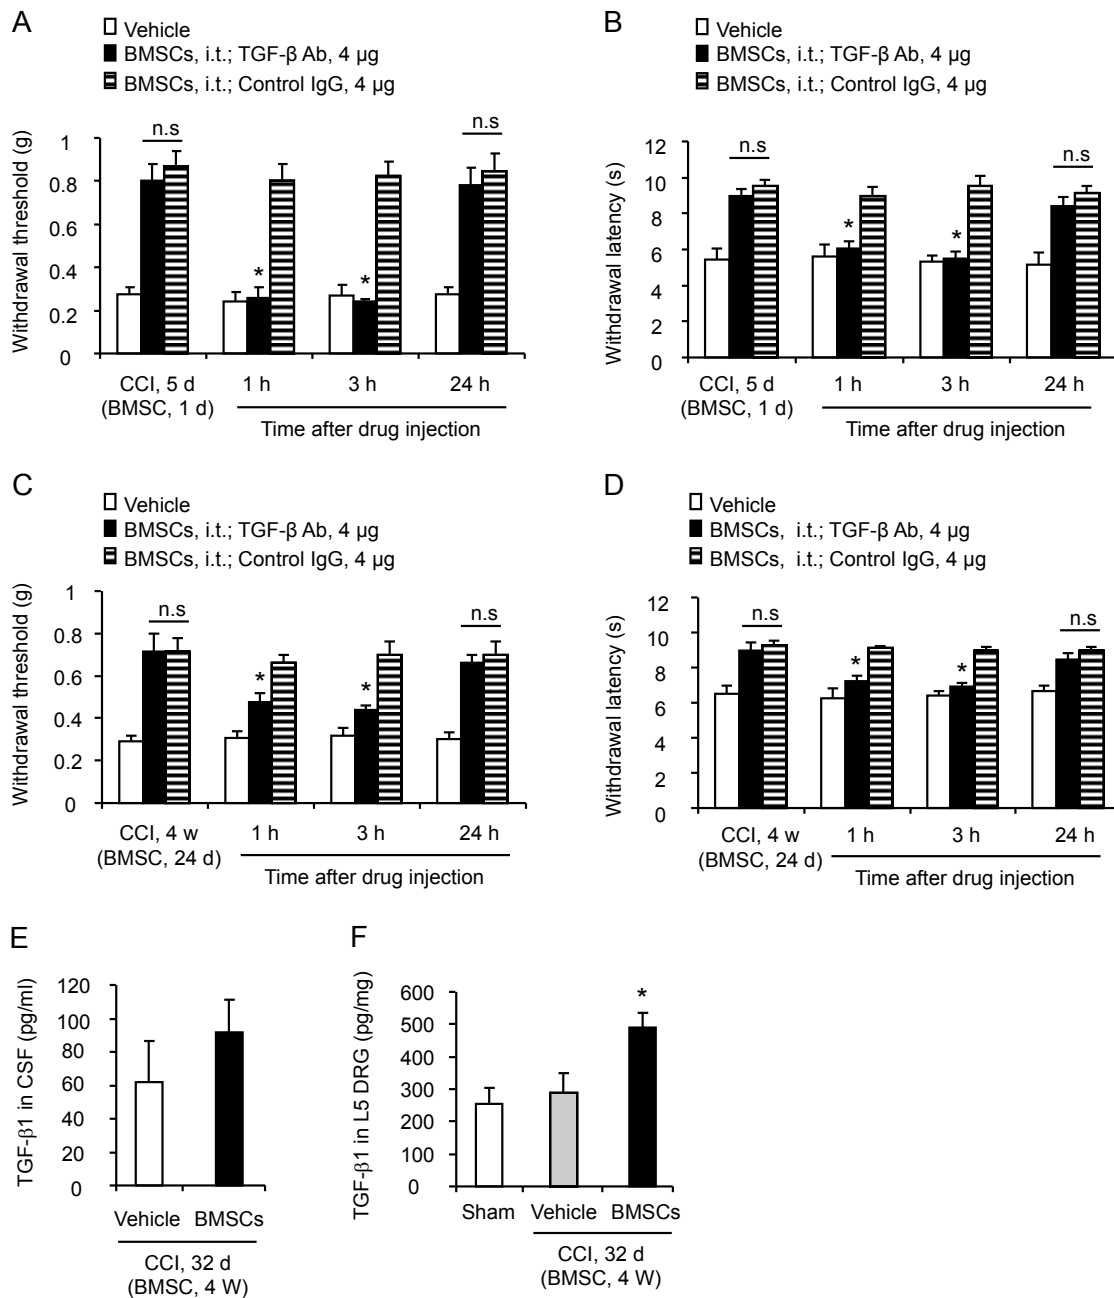 A
Vehicle
BMSCs, i.t.; TGF-β Ab, 4 μg
BMSCs, i.t.; Control IgG, 4 μg
Withdrawal threshold (g)
1
0.8
0.6
0.4
0.2
0
n.s
*
*
n.s
CCI, 5 d
(BMSC, 1 d)
1 h
3 h
24 h
Time after drug injection
B
Vehicle
BMSCs, i.t.; TGF-β Ab, 4 μg
BMSCs, i.t.; Control IgG, 4 μg
Withdrawal latency (s)
12
10
8
6
4
2
0
n.s
*
*
n.s
CCI, 5 d
(BMSC, 1 d)
1 h
3 h
24 h
Time after drug injection
C
Vehicle
BMSCs, i.t.; TGF-β Ab, 4 μg
BMSCs, i.t.; Control IgG, 4 μg
Withdrawal threshold (g)
1
0.8
0.6
0.4
0.2
0
n.s
*
*
n.s
CCI, 4 w
(BMSC, 24 d)
1 h
3 h
24 h
Time after drug injection
D
Vehicle
BMSCs, i.t.; TGF-β Ab, 4 μg
BMSCs, i.t.; Control IgG, 4 μg
Withdrawal latency (s)
12
10
8
6
4
2
0
n.s
*
*
n.s
CCI, 4 w
(BMSC, 24 d)
1 h
3 h
24 h
Time after drug injection
E
TGF-β1 in CSF (pg/ml)
120
100
80
60
40
20
0
Vehicle
BMSCs
CCI, 32 d
(BMSC, 4 W)
F
TGF-β1 in L5 DRG (pg/mg)
600
500
400
300
200
100
0
*
Sham
Vehicle
BMSCs
CCI, 32 d
(BMSC, 4 W)